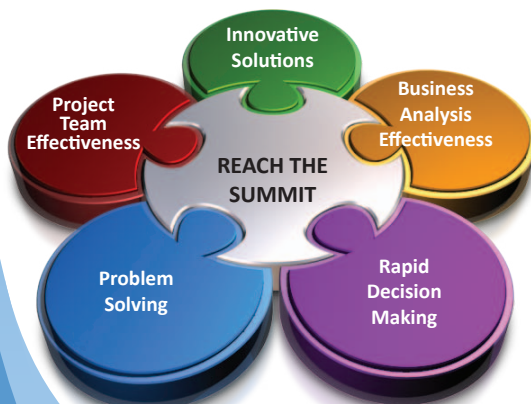 Innovative
Solutions
Project
Team
Effectiveness
Business
Analysis
Effectiveness
REACH THE
SUMMIT
Problem
Solving
Rapid
Decision
Making